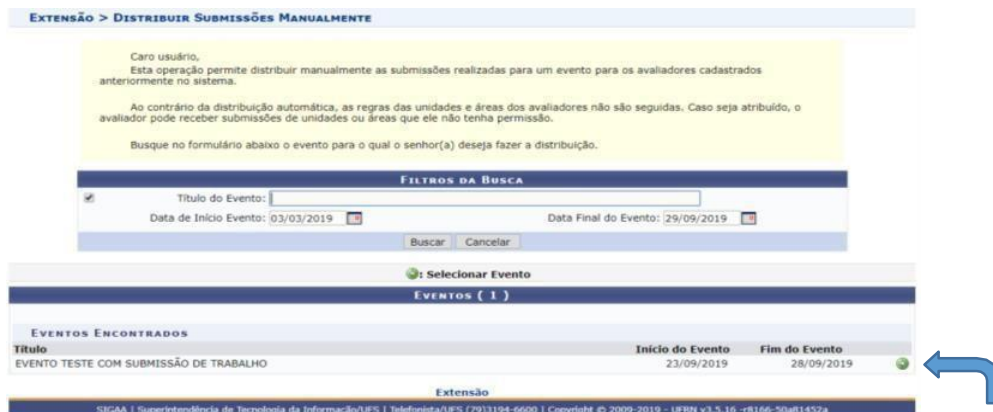 EXTENSÃO > DISTRIBUIR SUBMISSÕES MANUALMENTE
Caro usuário,
Esta operação permite distribuir manualmente as submissões realizadas para um evento para os avaliadores cadastrados
anteriormente no sistema.
Ao contrário da distribuição automática, as regras das unidades e áreas dos avaliadores não são seguidas. Caso seja atribuído, o
avaliador pode receber submissões de unidades ou áreas que ele não tenha permissão.
Busque no formulário abaixo o evento para o qual o senhor(a) deseja fazer a distribuição.
FILTROS DA BUSCA
Título do Evento:
Data de Início Evento: 03/03/2019 Data Final do Evento: 29/09/2019
Buscar Cancelar
: Selecionar Evento
EVENTOS ( 1 )
EVENTOS ENCONTRADOS
Título Início do Evento Fim do Evento
EVENTO TESTE COM SUBMISSÃO DE TRABALHO 23/09/2019 28/09/2019
Extensão
SIGAA | Superintendência de Tecnologia da Informação/UFS | Telefonista/UFS (79)3194-6600 | Copyright © 2009-2019 - UFRN v3.5.16 -r8166-50a81452a